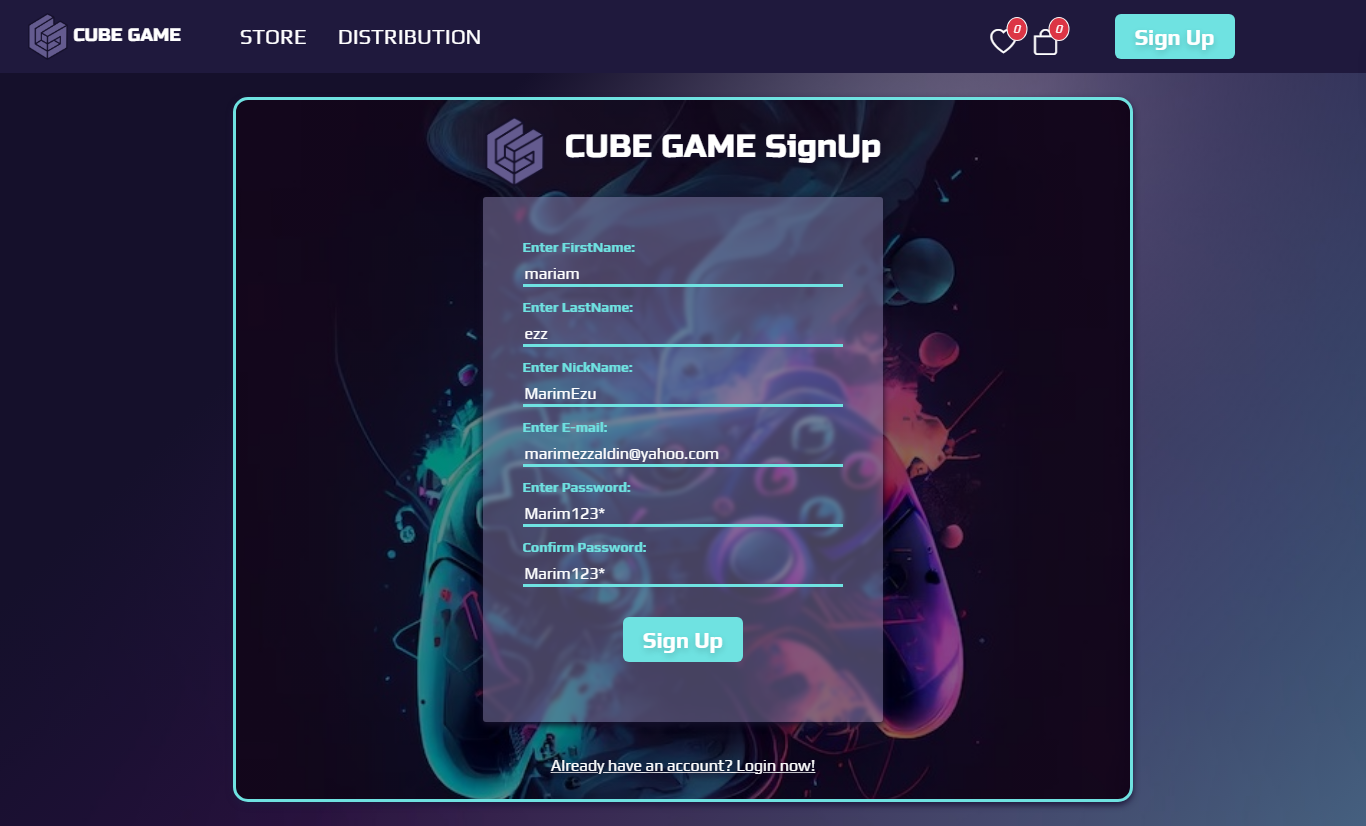 CUBE GAME STORE DISTRIBUTION 0 0 Sign Up
CUBE GAME SignUp
Enter FirstName:
mariam
Enter LastName:
ezz
Enter NickName:
MarimEzu
Enter E-mail:
marimezzaldin@yahoo.com
Enter Password:
Marim123*
Confirm Password:
Marim123*
Sign Up
Already have an account? Login now!